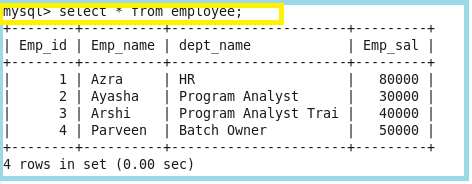 mysql> select * from employee;
+--------+----------+----------------------+---------+
| Emp_id | Emp_name | dept_name            | Emp_sal |
+--------+----------+----------------------+---------+
|      1 | Azra     | HR                   |   80000 |
|      2 | Ayasha   | Program Analyst      |   30000 |
|      3 | Arshi    | Program Analyst Trai |   40000 |
|      4 | Parveen  | Batch Owner          |   50000 |
+--------+----------+----------------------+---------+
4 rows in set (0.00 sec)